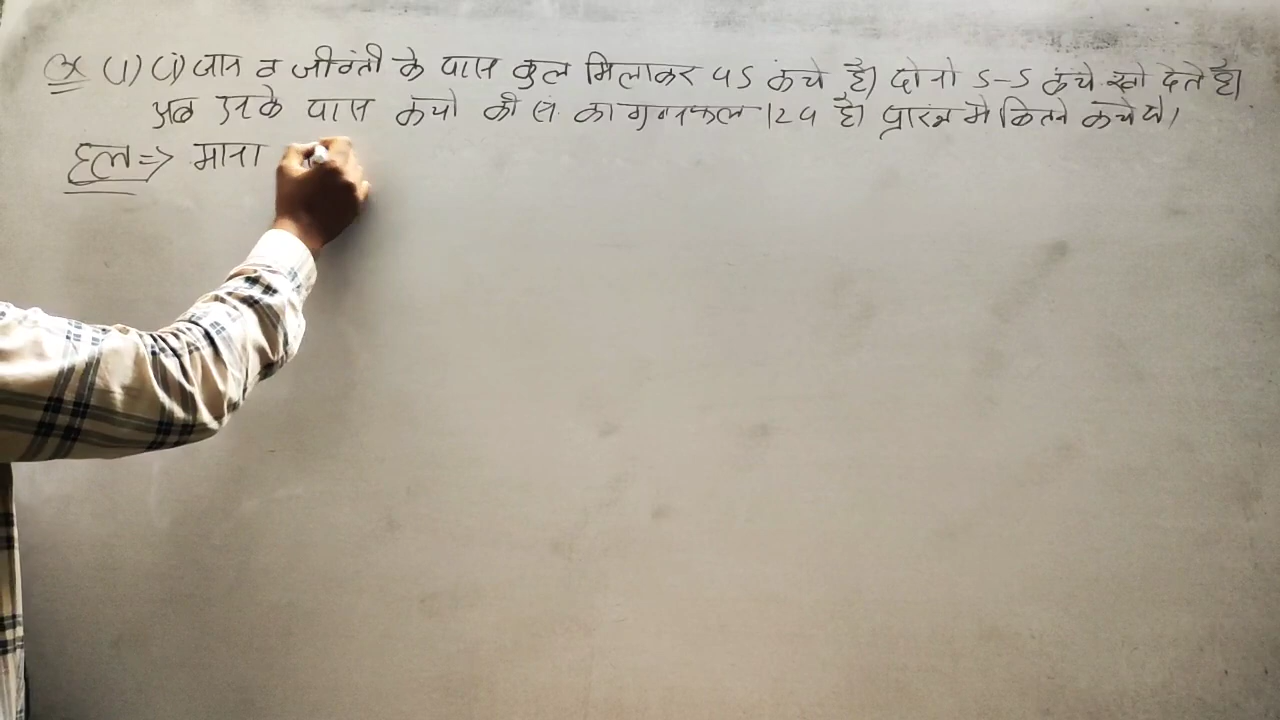 Ex (1) (i) जान व जीवंती के पास कुल मिलाकर 45 कंचे है। दोनो 5-5 कंचे खो देते है।
अब उनके पास कंचो की सं. का गुणनफल 124 है। प्रारंभ मे कितने कंचे थे।
हल => माना